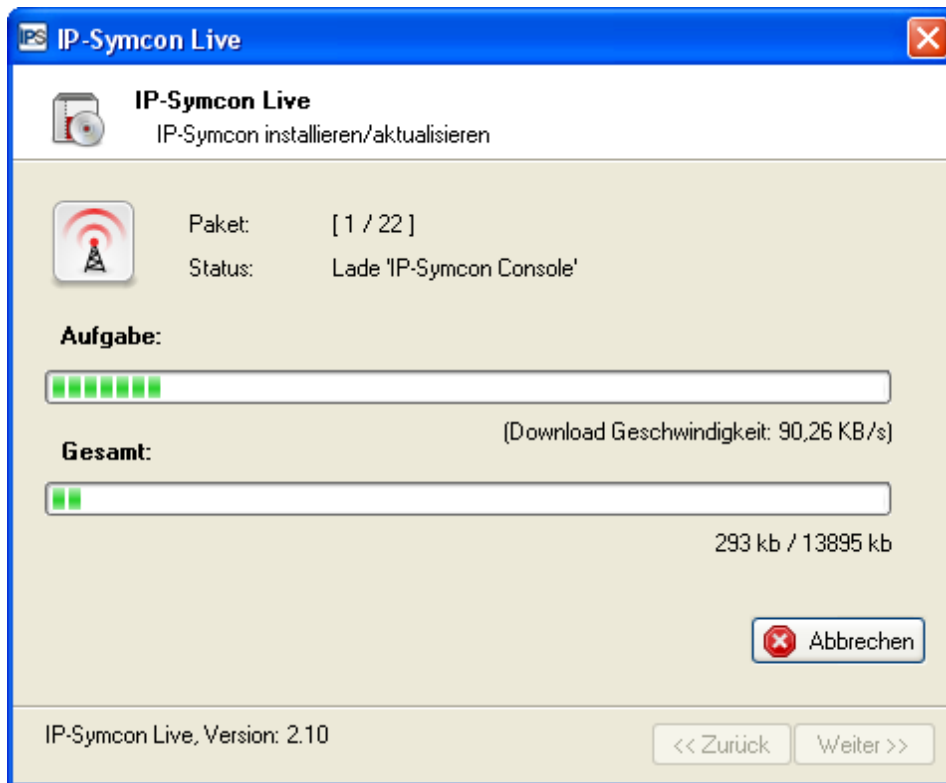 IPS IP-Symcon Live
IP-Symcon Live
IP-Symcon installieren/aktualisieren
Paket: [ 1 / 22 ]
Status: Lade 'IP-Symcon Console'
Aufgabe:
(Download Geschwindigkeit: 90,26 KB/s)
Gesamt:
293 kb / 13895 kb
Abbrechen
IP-Symcon Live, Version: 2.10
<< Zurück Weiter >>